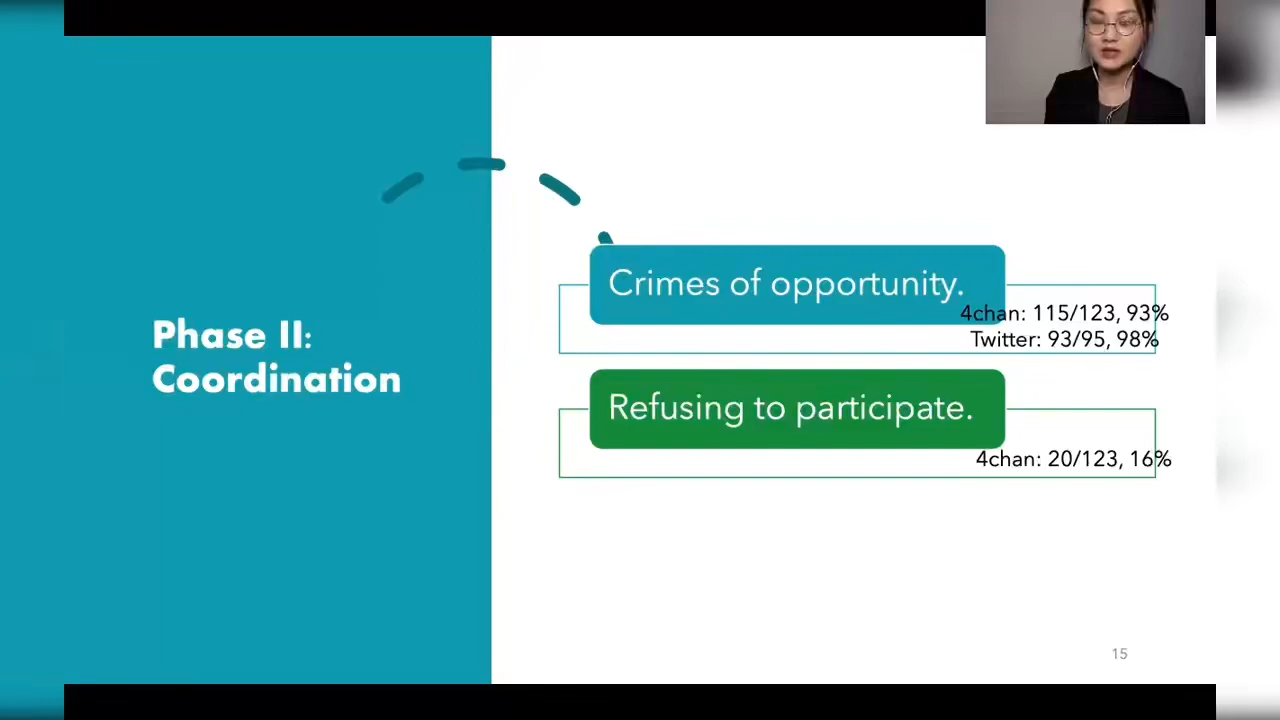 Phase II:
Coordination
Crimes of opportunity.
4chan: 115/123, 93%
Twitter: 93/95, 98%
Refusing to participate.
4chan: 20/123, 16%
15